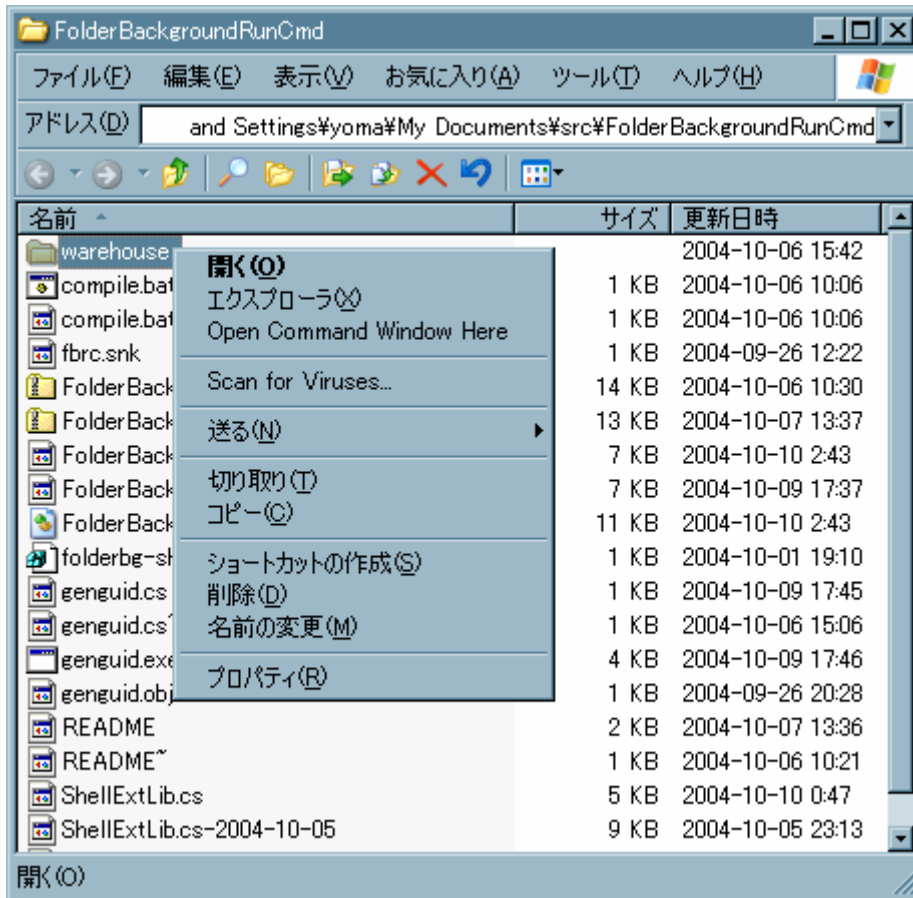 FolderBackgroundRunCmd
ファイル(F) 編集(E) 表示(V) お気に入り(A) ツール(T) ヘルプ(H)
アドレス(D) and Settings¥yoma¥My Documents¥src¥FolderBackgroundRunCmd
名前 サイズ 更新日時
warehouse 2004-10-06 15:42
compile.bat 1 KB 2004-10-06 10:06
compile.bat 1 KB 2004-10-06 10:06
fbrc.snk 1 KB 2004-09-26 12:22
FolderBack 14 KB 2004-10-06 10:30
FolderBack 13 KB 2004-10-07 13:37
FolderBack 7 KB 2004-10-10 2:43
FolderBack 7 KB 2004-10-09 17:37
FolderBack 11 KB 2004-10-10 2:43
folderbg-sh 1 KB 2004-10-01 19:10
genguid.cs 1 KB 2004-10-09 17:45
genguid.cs~ 1 KB 2004-10-06 15:06
genguid.exe 4 KB 2004-10-09 17:46
genguid.obj 1 KB 2004-09-26 20:28
README 2 KB 2004-10-07 13:36
README~ 1 KB 2004-10-06 10:21
ShellExtLib.cs 5 KB 2004-10-10 0:47
ShellExtLib.cs-2004-10-05 9 KB 2004-10-05 23:13
開く(O)
エクスプローラ(X)
Open Command Window Here
Scan for Viruses...
送る(N)
切り取り(T)
コピー(C)
ショートカットの作成(S)
削除(D)
名前の変更(M)
プロパティ(R)
開く(O)